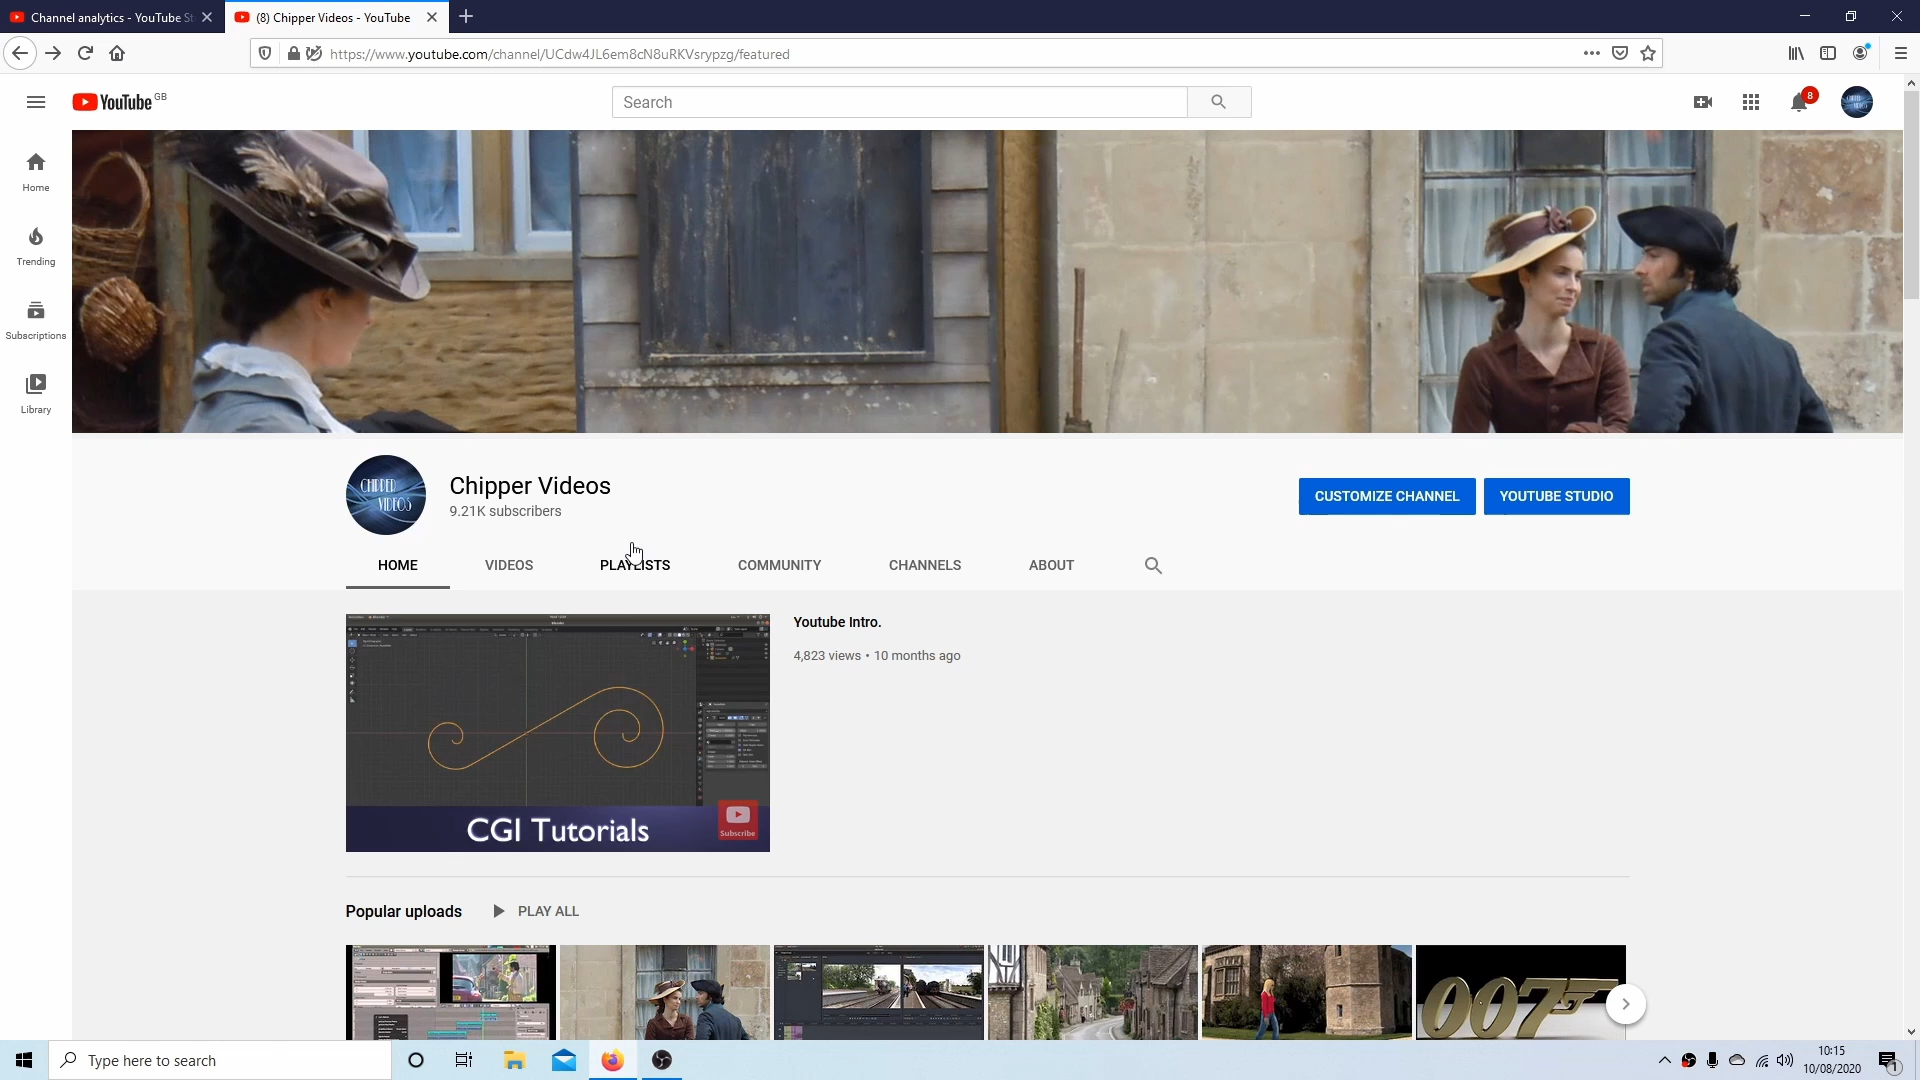 Channel analytics - YouTube St
(8) Chipper Videos - YouTube
https://www.youtube.com/channel/UCdw4JL6em8cN8uRKVsrypzg/featured
YouTube GB
Search
8
Home
Trending
Subscriptions
Library
CHIPPER
VIDEOS
Chipper Videos
9.21K subscribers
CUSTOMIZE CHANNEL
YOUTUBE STUDIO
HOME
VIDEOS
PLAYLISTS
COMMUNITY
CHANNELS
ABOUT
Youtube Intro.
4,823 views • 10 months ago
CGI Tutorials
Subscribe
Popular uploads
PLAY ALL
007
Type here to search
10:15
10/08/2020
1